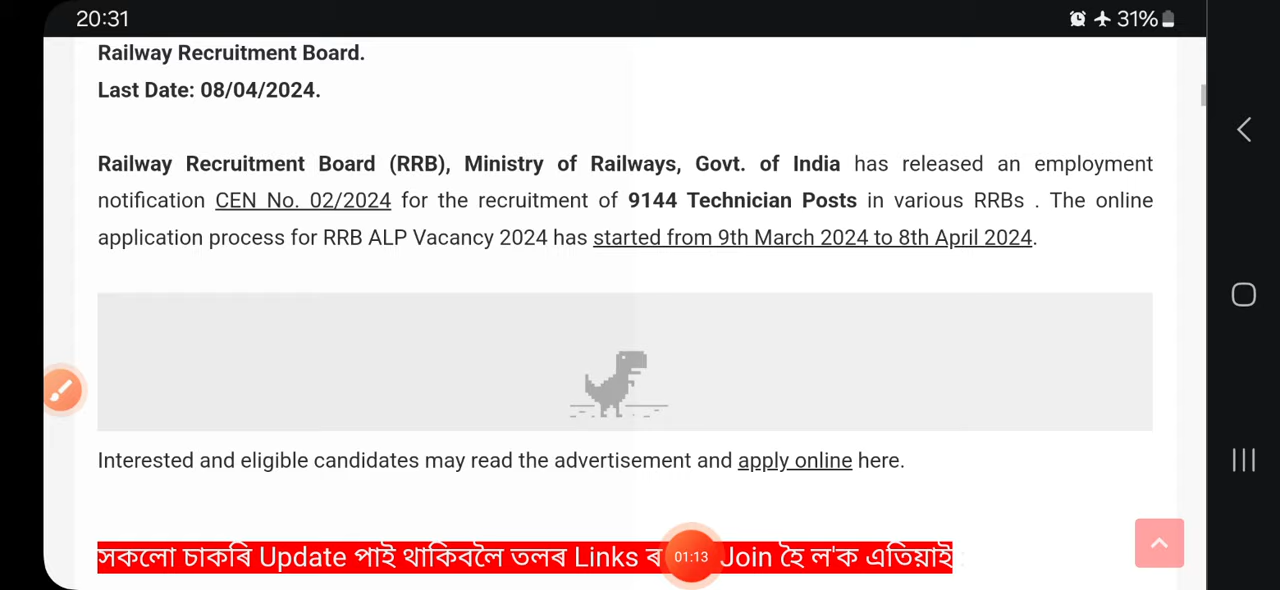 20:31
31%
Railway Recruitment Board.
Last Date: 08/04/2024.
Railway Recruitment Board (RRB), Ministry of Railways, Govt. of India has released an employment
notification CEN No. 02/2024 for the recruitment of 9144 Technician Posts in various RRBs . The online
application process for RRB ALP Vacancy 2024 has started from 9th March 2024 to 8th April 2024.
Interested and eligible candidates may read the advertisement and apply online here.
সকলো চাকৰি Update পাই থাকিবলৈ তলৰ Links ৰ 01:13 Join হৈ ল'ক এতিয়াই